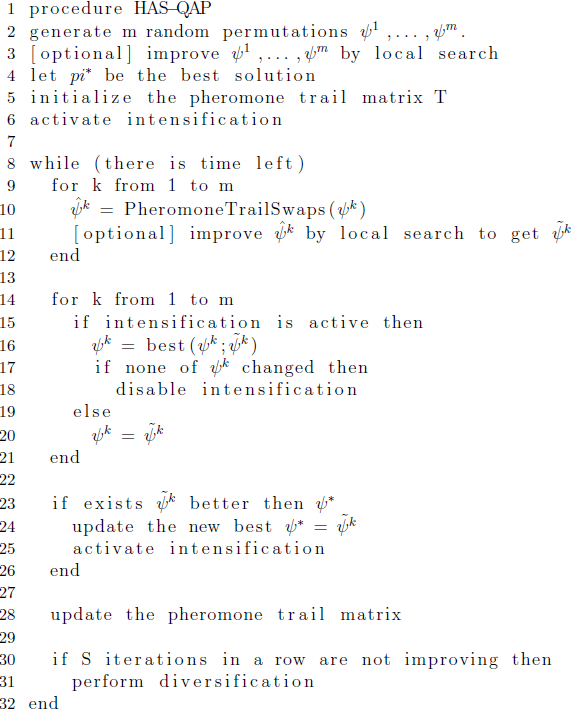 1 procedure HAS-QAP
2 generate m random permutations ψ¹ ,..., ψᵐ.
3 [optional] improve ψ¹ ,..., ψᵐ by local search
4 let pi* be the best solution
5 initialize the pheromone trail matrix T
6 activate intensification
7
8 while (there is time left)
9 for k from 1 to m
10 ψ̂ᵏ = PheromoneTrailSwaps(ψᵏ)
11 [optional] improve ψ̂ᵏ by local search to get ψ̃ᵏ
12 end
13
14 for k from 1 to m
15 if intensification is active then
16 ψᵏ = best(ψᵏ;ψ̃ᵏ)
17 if none of ψᵏ changed then
18 disable intensification
19 else
20 ψᵏ = ψ̃ᵏ
21 end
22
23 if exists ψ̃ᵏ better then ψ*
24 update the new best ψ* = ψ̃ᵏ
25 activate intensification
26 end
27
28 update the pheromone trail matrix
29
30 if S iterations in a row are not improving then
31 perform diversification
32 end